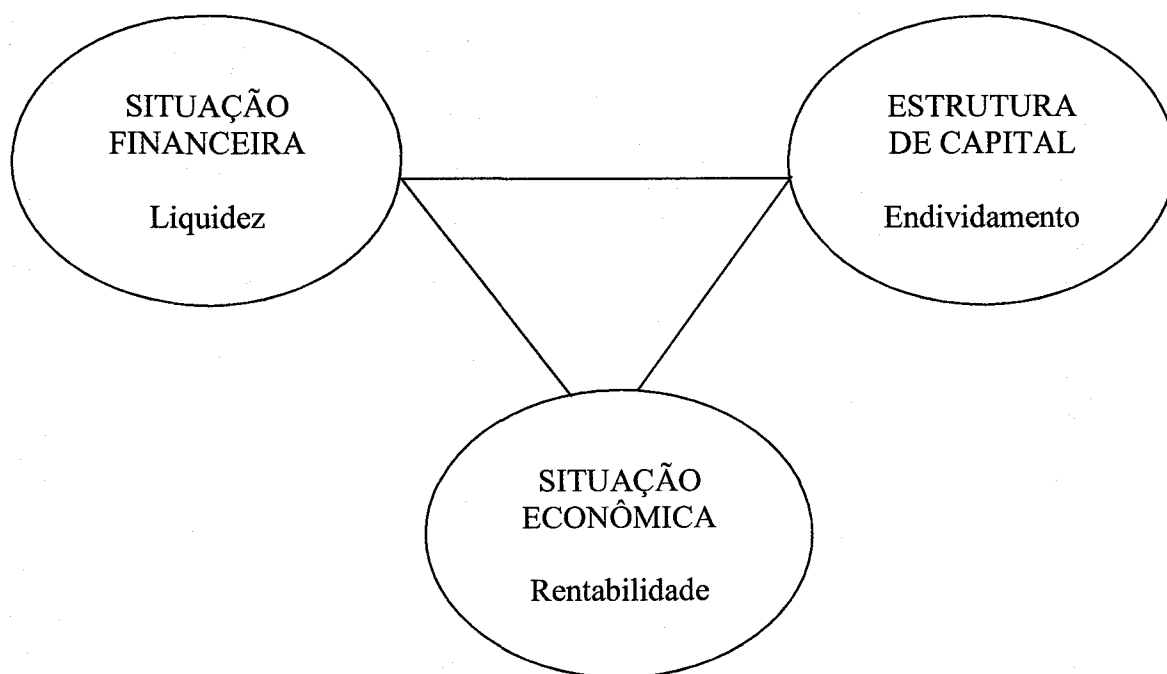 SITUAÇÃO
FINANCEIRA
Liquidez
ESTRUTURA
DE CAPITAL
Endividamento
SITUAÇÃO
ECONÔMICA
Rentabilidade